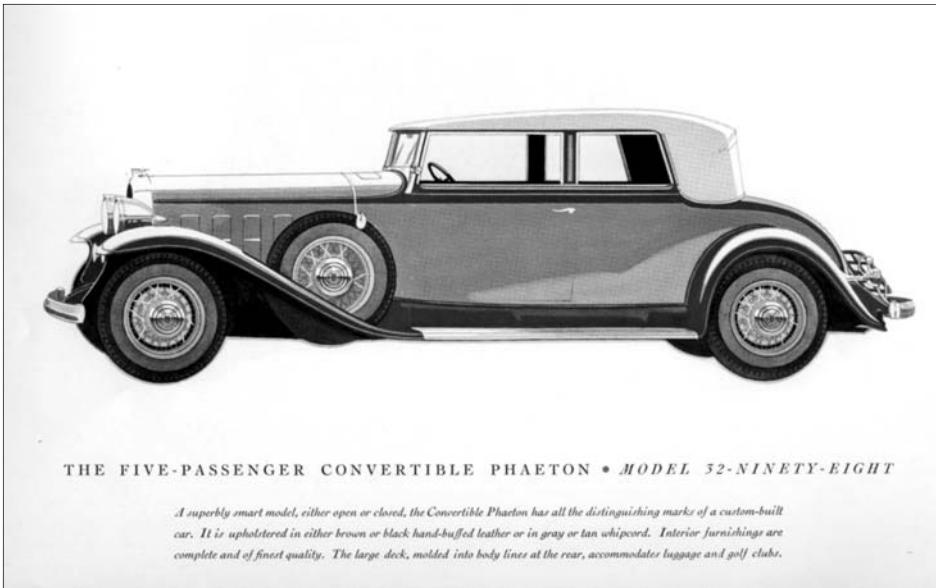 THE FIVE-PASSENGER CONVERTIBLE PHAETON • MODEL 32-NINETY-EIGHT
A superbly smart model, either open or closed, the Convertible Phaeton has all the distinguishing marks of a custom-built
car. It is upholstered in either brown or black hand-buffed leather or in gray or tan whipcord. Interior furnishings are
complete and of finest quality. The large deck, molded into body lines at the rear, accommodates luggage and golf clubs.